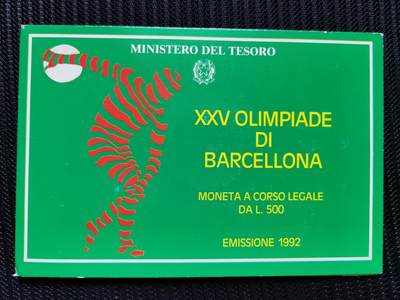 MINISTERO DEL TESORO
XXV OLIMPIADE
DI
BARCELLONA
MONETA A CORSO LEGALE
DA L. 500
EMISSIONE 1992